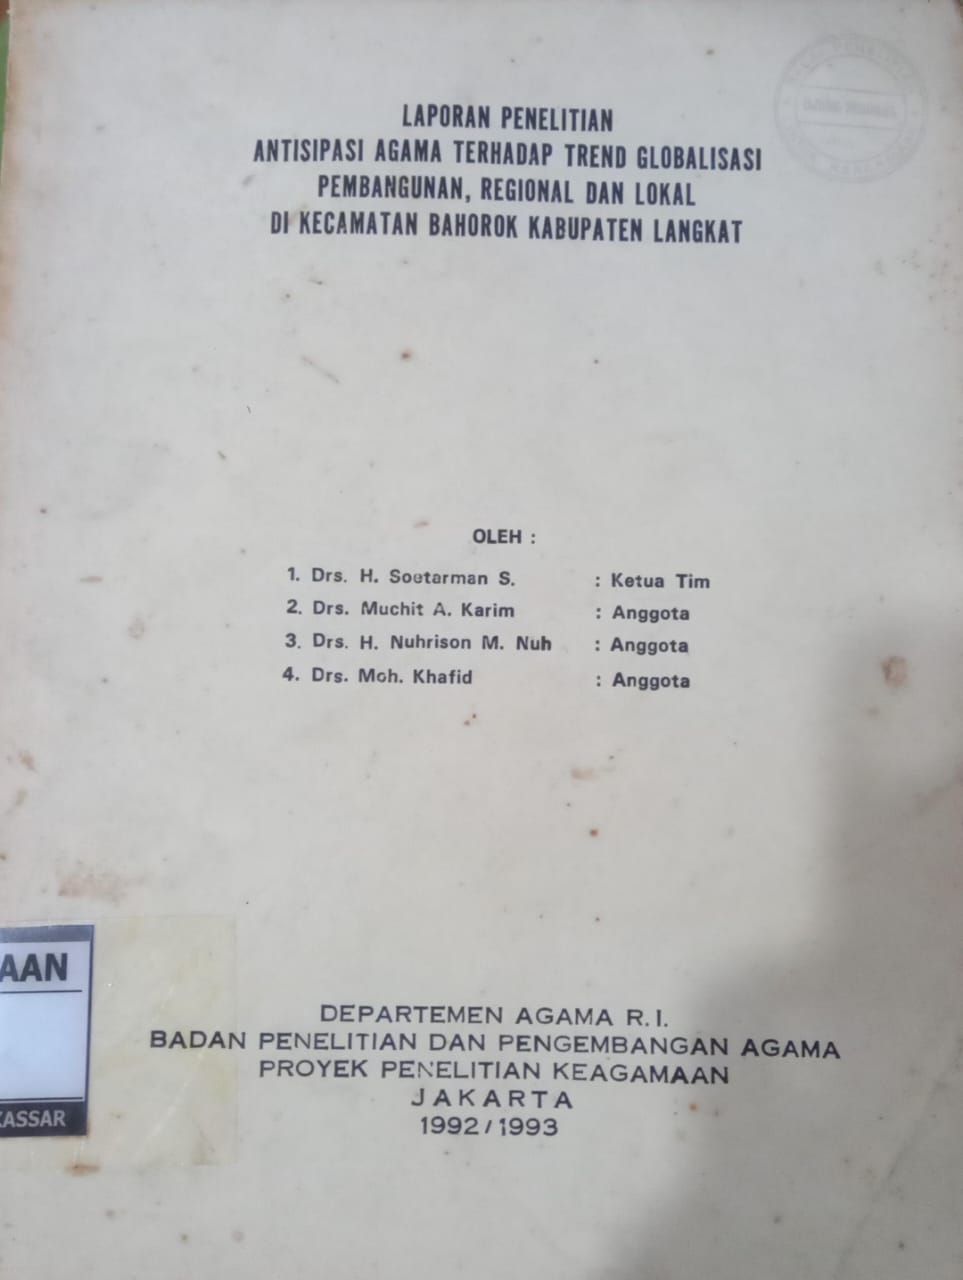 LAPORAN PENELITIAN
ANTISIPASI AGAMA TERHADAP TREND GLOBALISASI
PEMBANGUNAN, REGIONAL DAN LOKAL
DI KECAMATAN BAHOROK KABUPATEN LANGKAT
OLEH :
1. Drs. H. Soetarman S. : Ketua Tim
2. Drs. Muchit A. Karim : Anggota
3. Drs. H. Nuhrison M. Nuh : Anggota
4. Drs. Moh. Khafid : Anggota
AAN
KASSAR
DEPARTEMEN AGAMA R.I.
BADAN PENELITIAN DAN PENGEMBANGAN AGAMA
PROYEK PENELITIAN KEAGAMAAN
JAKARTA
1992/1993